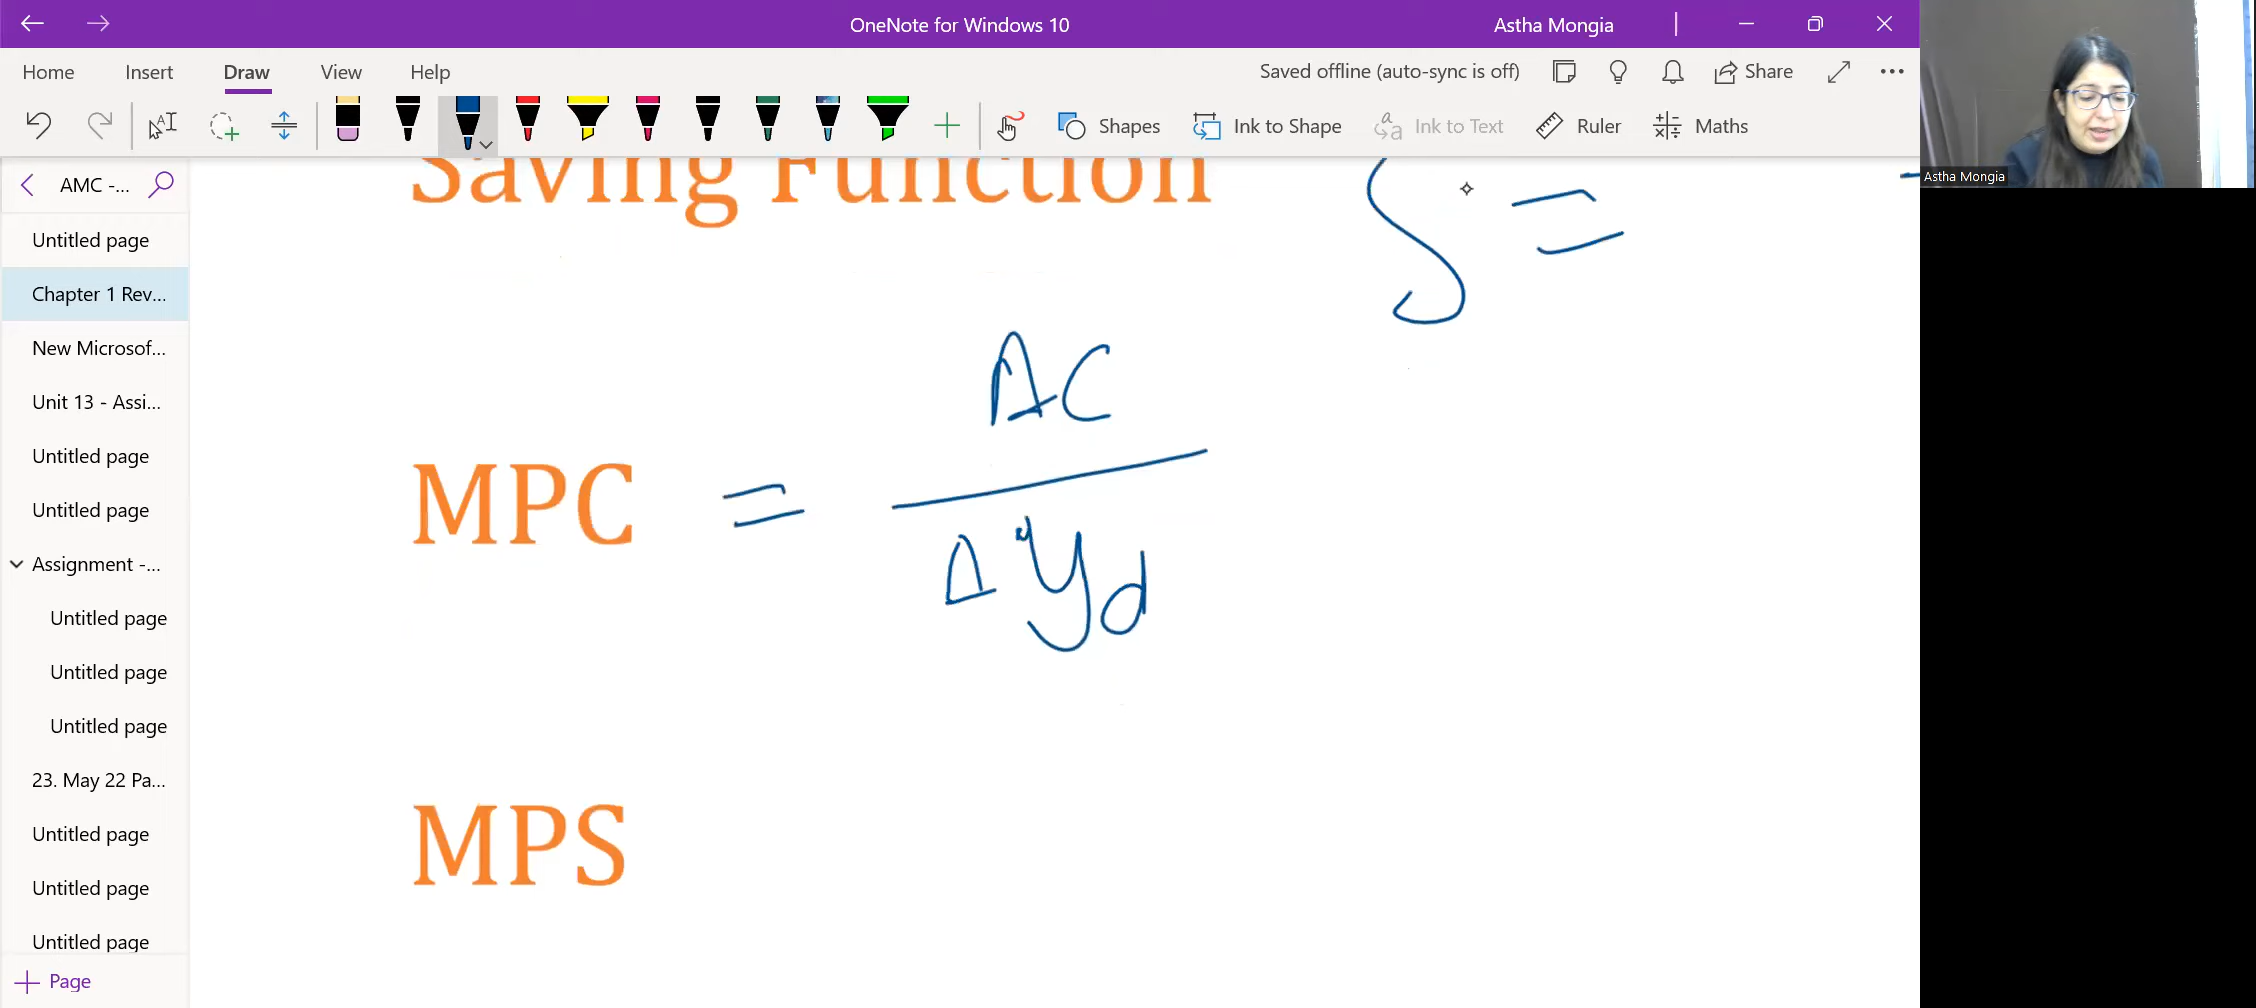 OneNote for Windows 10
Astha Mongia
Home Insert Draw View Help
Saved offline (auto-sync is off) Share
Shapes Ink to Shape Ink to Text Ruler Maths
Astha Mongia
AMC -...
Untitled page
Chapter 1 Rev...
New Microsof...
Unit 13 - Assi...
Untitled page
Untitled page
Assignment -...
Untitled page
Untitled page
Untitled page
23. May 22 Pa...
Untitled page
Untitled page
Untitled page
Page
Saving Function S =
ΔC
MPC =
ΔYd
MPS